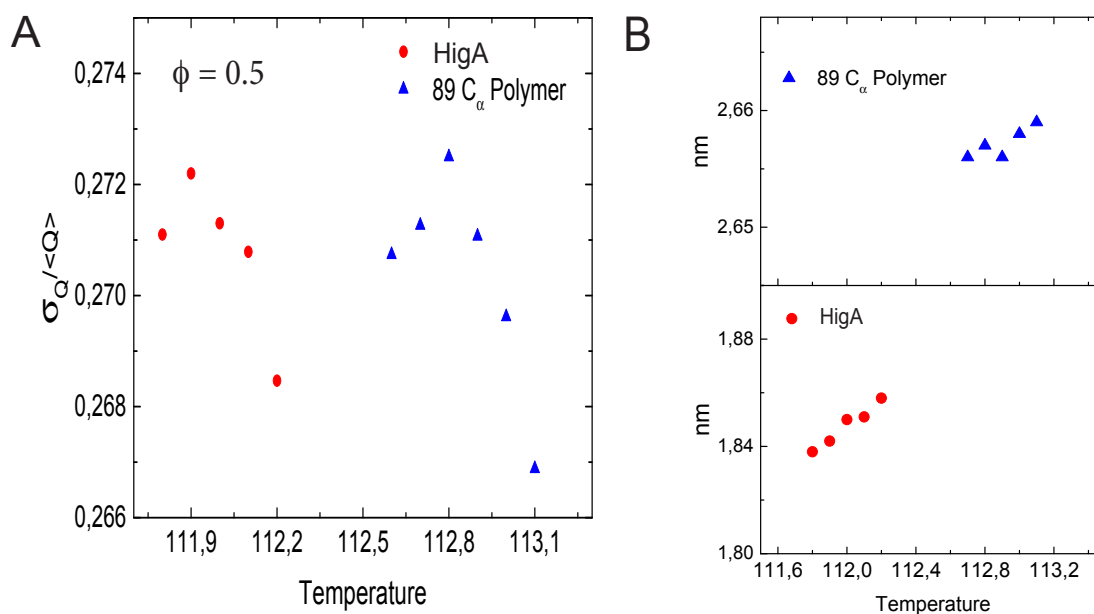 A
ϕ = 0.5
HigA
89 Cα Polymer
0,274
0,272
0,270
0,268
0,266
σQ/<Q>
111,9 112,2 112,5 112,8 113,1
Temperature
B
89 Cα Polymer
2,66
2,65
nm
HigA
1,88
1,84
1,80
nm
111,6 112,0 112,4 112,8 113,2
Temperature